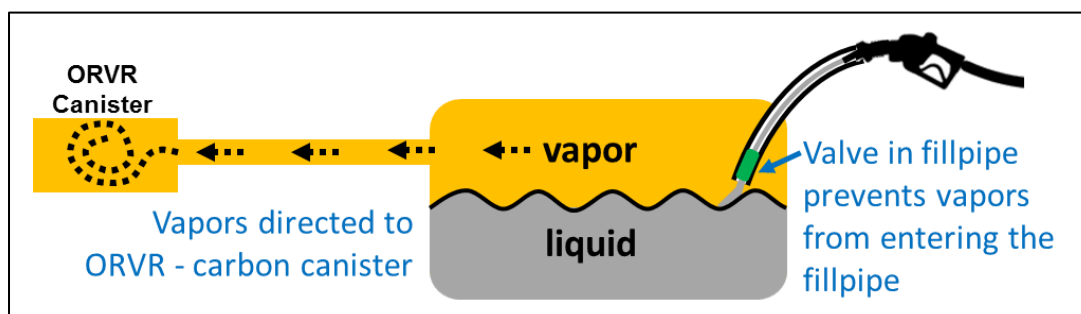 ORVR
Canister
vapor
Valve in fillpipe
prevents vapors
from entering the
fillpipe
Vapors directed to
ORVR - carbon canister
liquid